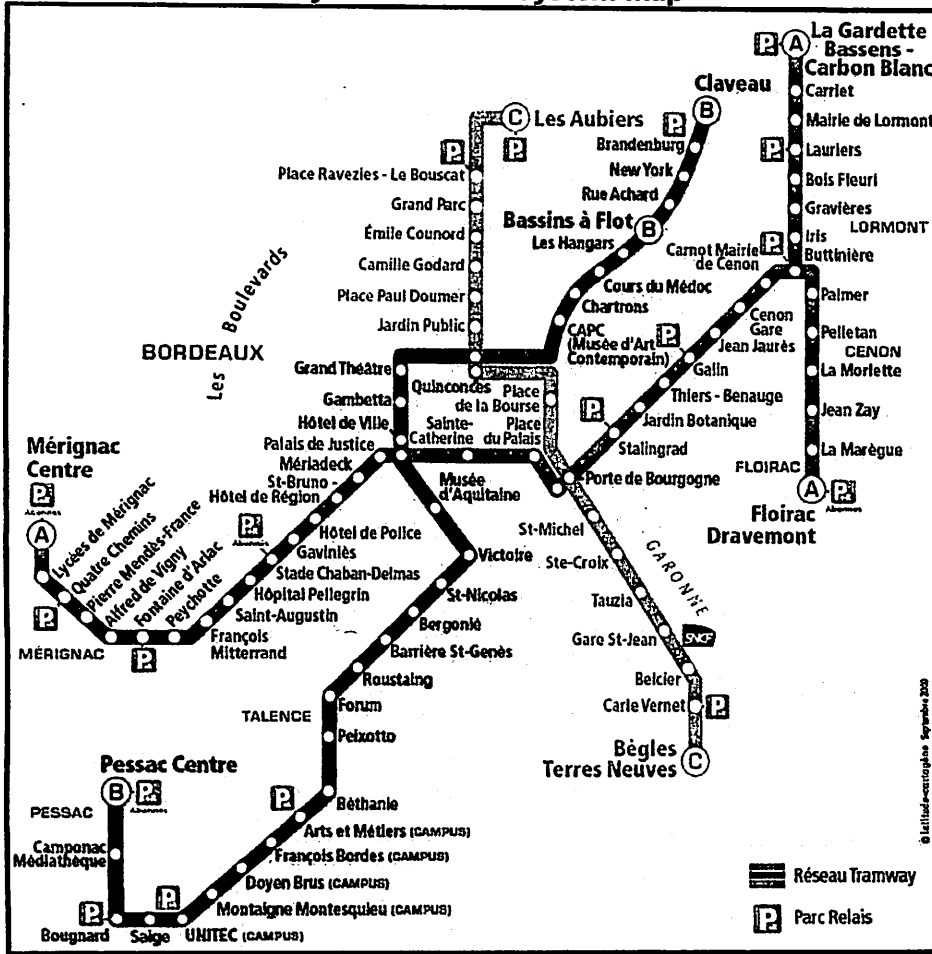 La Gardette
Bassens -
Carbon Blanc
A
Carriet
Mairie de Lormont
Lauriers
Bois Fleuri
Gravières
LORMONT
Iris
Buttinière
Claveau
B
Brandenburg
New York
Rue Achard
Bassins à Flot
B
Les Hangars
Cours du Médoc
Chartrons
CAPC
(Musée d'Art
Contemporain)
C
Les Aubiers
Place Ravezies - Le Bouscat
Grand Parc
Émile Counord
Camille Godard
Place Paul Doumer
Jardin Public
Les Boulevards
BORDEAUX
Grand Théâtre
Quinconces
Gambetta
Place
de la Bourse
Hôtel de Ville
Sainte-
Catherine
Place
du Palais
Palais de Justice
Mériadeck
St-Bruno -
Hôtel de Région
Musée
d'Aquitaine
Porte de Bourgogne
Carnot Mairie
de Cenon
Cenon
Gare
Jean Jaurès
Galin
Thiers - Benauge
Jardin Botanique
Stalingrad
Palmer
Pelletan
CENON
La Morlette
Jean Zay
La Marègue
FLOIRAC
A
Floirac
Dravemont
Mérignac
Centre
A
Lycées de Mérignac
Quatre Chemins
Pierre Mendès-France
Alfred de Vigny
Fontaine d'Arlac
Peychotte
MÉRIGNAC
François
Mitterrand
Saint-Augustin
Hôpital Pellegrin
Stade Chaban-Delmas
Gaviniès
Hôtel de Police
Victoire
St-Nicolas
Bergonié
Barrière St-Genès
Roustaing
Forum
TALENCE
Peixotto
Béthanie
Arts et Métiers (CAMPUS)
François Bordes (CAMPUS)
Doyen Brus (CAMPUS)
Montaigne Montesquieu (CAMPUS)
UNITEC (CAMPUS)
Saige
Bougnard
Camponac
Médiathèque
PESSAC
B
Pessac Centre
St-Michel
Ste-Croix
GARONNE
Tauzia
Gare St-Jean
SNCF
Belcier
Carle Vernet
Bègles
Terres Neuves
C
Réseau Tramway
P Parc Relais